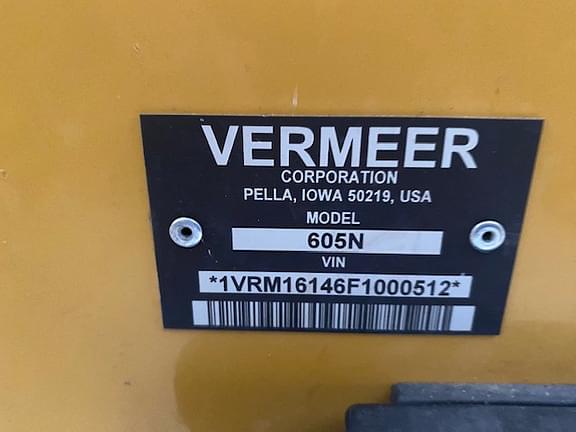 VERMEER
CORPORATION
PELLA, IOWA 50219, USA
MODEL
605N
VIN
*1VRM16146F1000512*